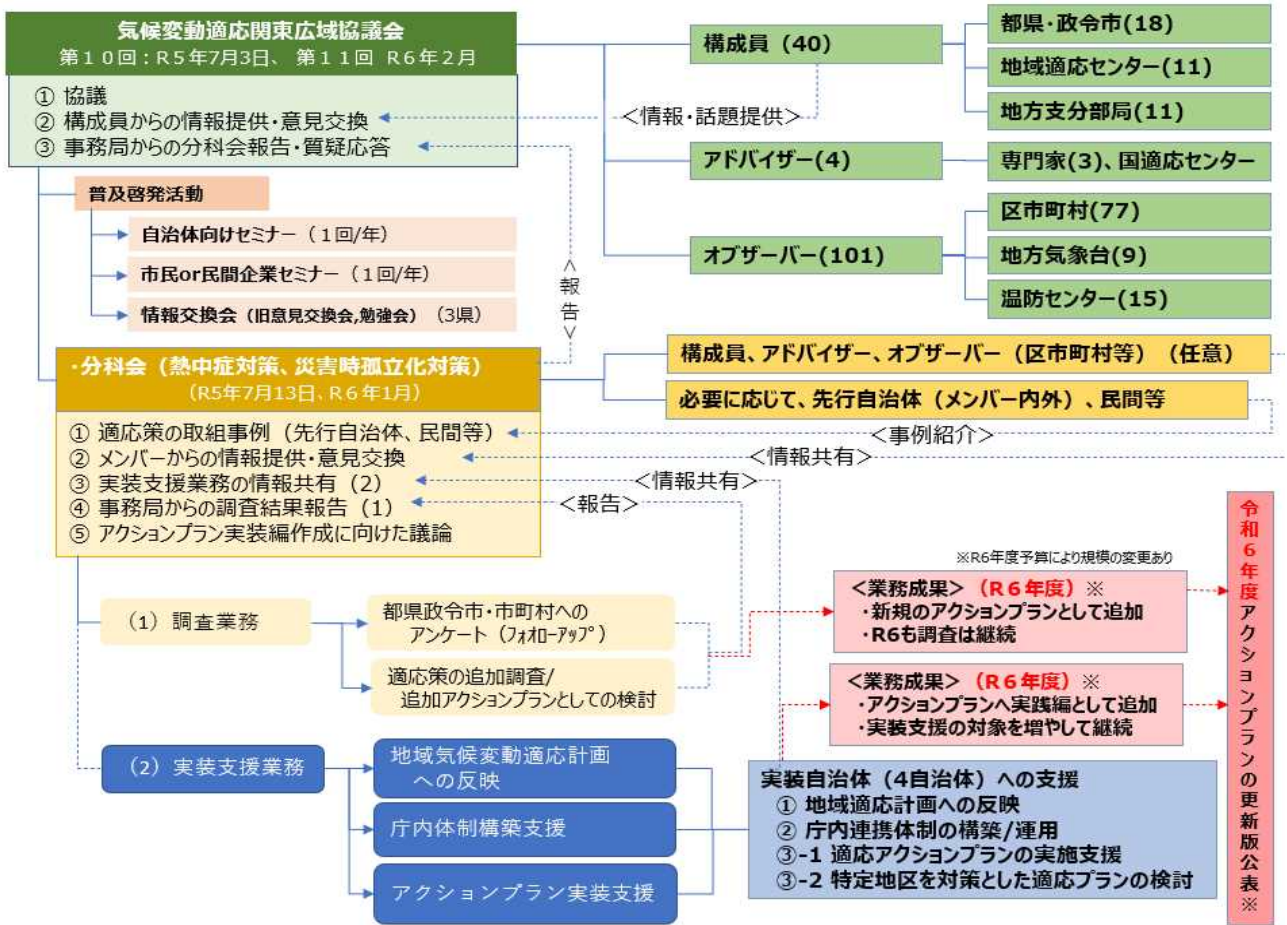 気候変動適応関東広域協議会
第10回：R5年7月3日、 第11回 R6年2月
① 協議
② 構成員からの情報提供・意見交換
③ 事務局からの分科会報告・質疑応答
構成員（40）
都県・政令市(18)
地域適応センター(11)
地方支分部局(11)
＜情報・話題提供＞
アドバイザー(4)
専門家(3)、国適応センター
オブザーバー(101)
区市町村(77)
地方気象台(9)
温防センター(15)
普及啓発活動
自治体向けセミナー（１回/年）
市民or民間企業セミナー（１回/年）
情報交換会（旧意見交換会,勉強会）（3県）
＜報告＞
・分科会（熱中症対策、災害時孤立化対策）
（R5年7月13日、R６年1月）
① 適応策の取組事例（先行自治体、民間等）
② メンバーからの情報提供・意見交換
③ 実装支援業務の情報共有（2）
④ 事務局からの調査結果報告（1）
⑤ アクションプラン実装編作成に向けた議論
構成員、アドバイザー、オブザーバー（区市町村等）（任意）
必要に応じて、先行自治体（メンバー内外）、民間等
＜事例紹介＞
＜情報共有＞
＜情報共有＞
＜報告＞
（1）調査業務
都県政令市・市町村への
アンケート（ﾌｫｵﾛｰｱｯﾌﾟ）
適応策の追加調査/
追加アクションプランとしての検討
※R6年度予算により規模の変更あり
＜業務成果＞（R６年度）※
・新規のアクションプランとして追加
・R6も調査は継続
＜業務成果＞（R６年度）※
・アクションプランへ実践編として追加
・実装支援の対象を増やして継続
令和６年度アクションプランの更新版公表※
（2）実装支援業務
地域気候変動適応計画
への反映
庁内体制構築支援
アクションプラン実装支援
実装自治体（4自治体）への支援
① 地域適応計画への反映
② 庁内連携体制の構築/運用
③-1 適応アクションプランの実施支援
③-2 特定地区を対策とした適応プランの検討